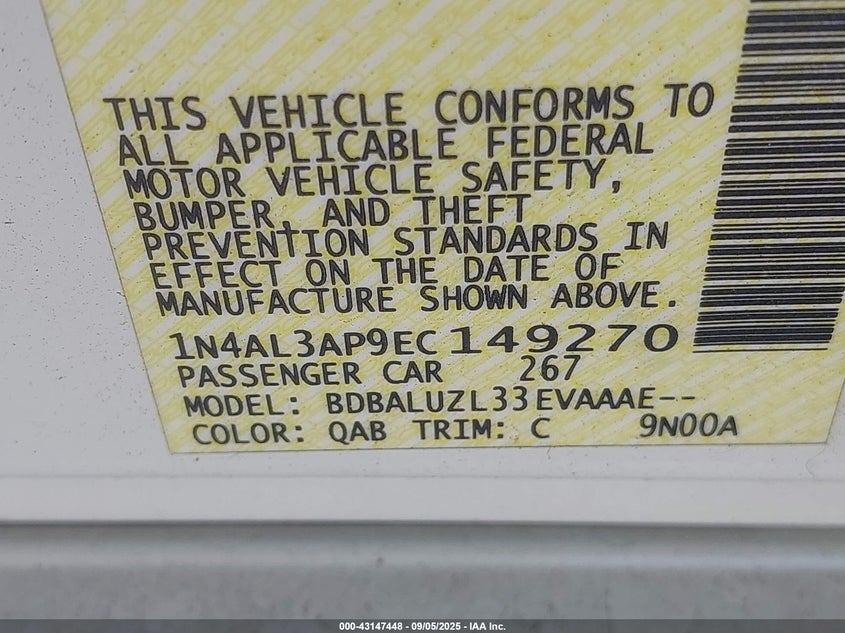 THIS VEHICLE CONFORMS TO
ALL APPLICABLE FEDERAL
MOTOR VEHICLE SAFETY,
BUMPER, AND THEFT
PREVENTION STANDARDS IN
EFFECT ON THE DATE OF
MANUFACTURE SHOWN ABOVE.
1N4AL3AP9EC149270
PASSENGER CAR 267
MODEL: BDBALUZL33EVAAAE--
COLOR: QAB TRIM: C 9N00A
000-43147448 - 09/05/2025 - IAA Inc.